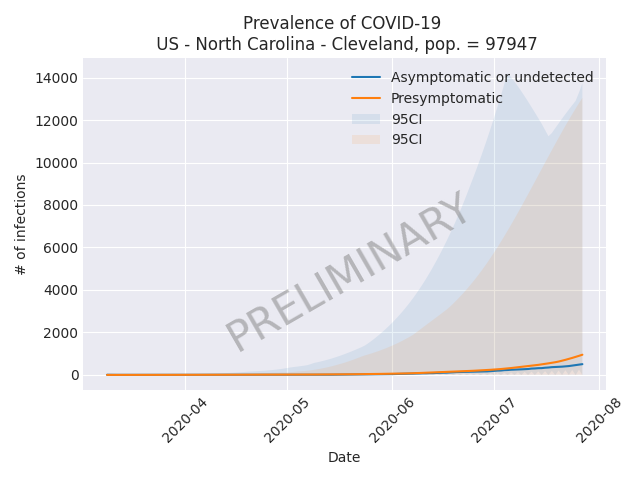 Prevalence of COVID-19
US - North Carolina - Cleveland, pop. = 97947
Asymptomatic or undetected
Presymptomatic
95CI
95CI
14000
12000
10000
8000
6000
4000
2000
0
# of infections
PRELIMINARY
2020-04
2020-05
2020-06
2020-07
2020-08
Date